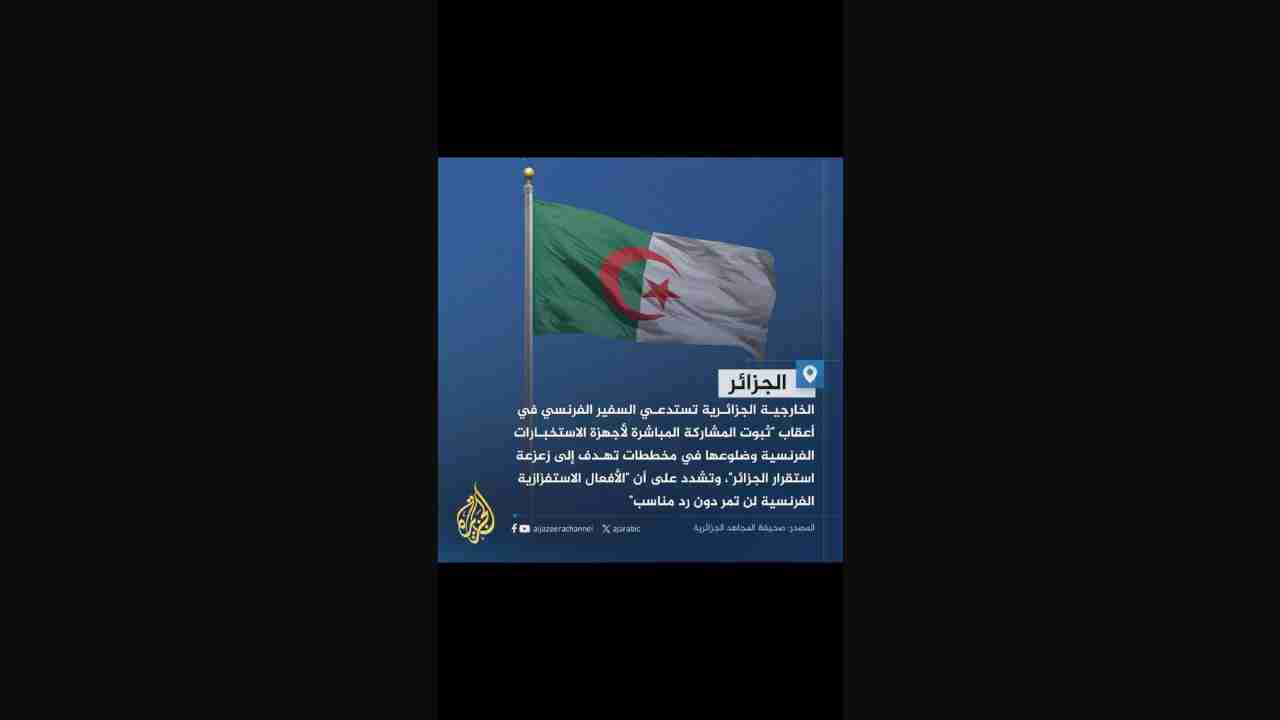 الجزائر
الخارجيـة الجزائـرية تستدعـي السفير الفرنسي في
أعقاب "ثبوت المشاركة المباشرة لأجهزة الاستخبـارات
الفرنسية وضلوعها في مخططات تهـدف إلى زعزعة
استقرار الجزائر"، وتشدد على أن "الأفعال الاستفزازية
الفرنسية لن تمر دون رد مناسب"
المصدر: صحيفة المجاهد الجزائرية
aljazeerachannel ajarabic
الجزيرة